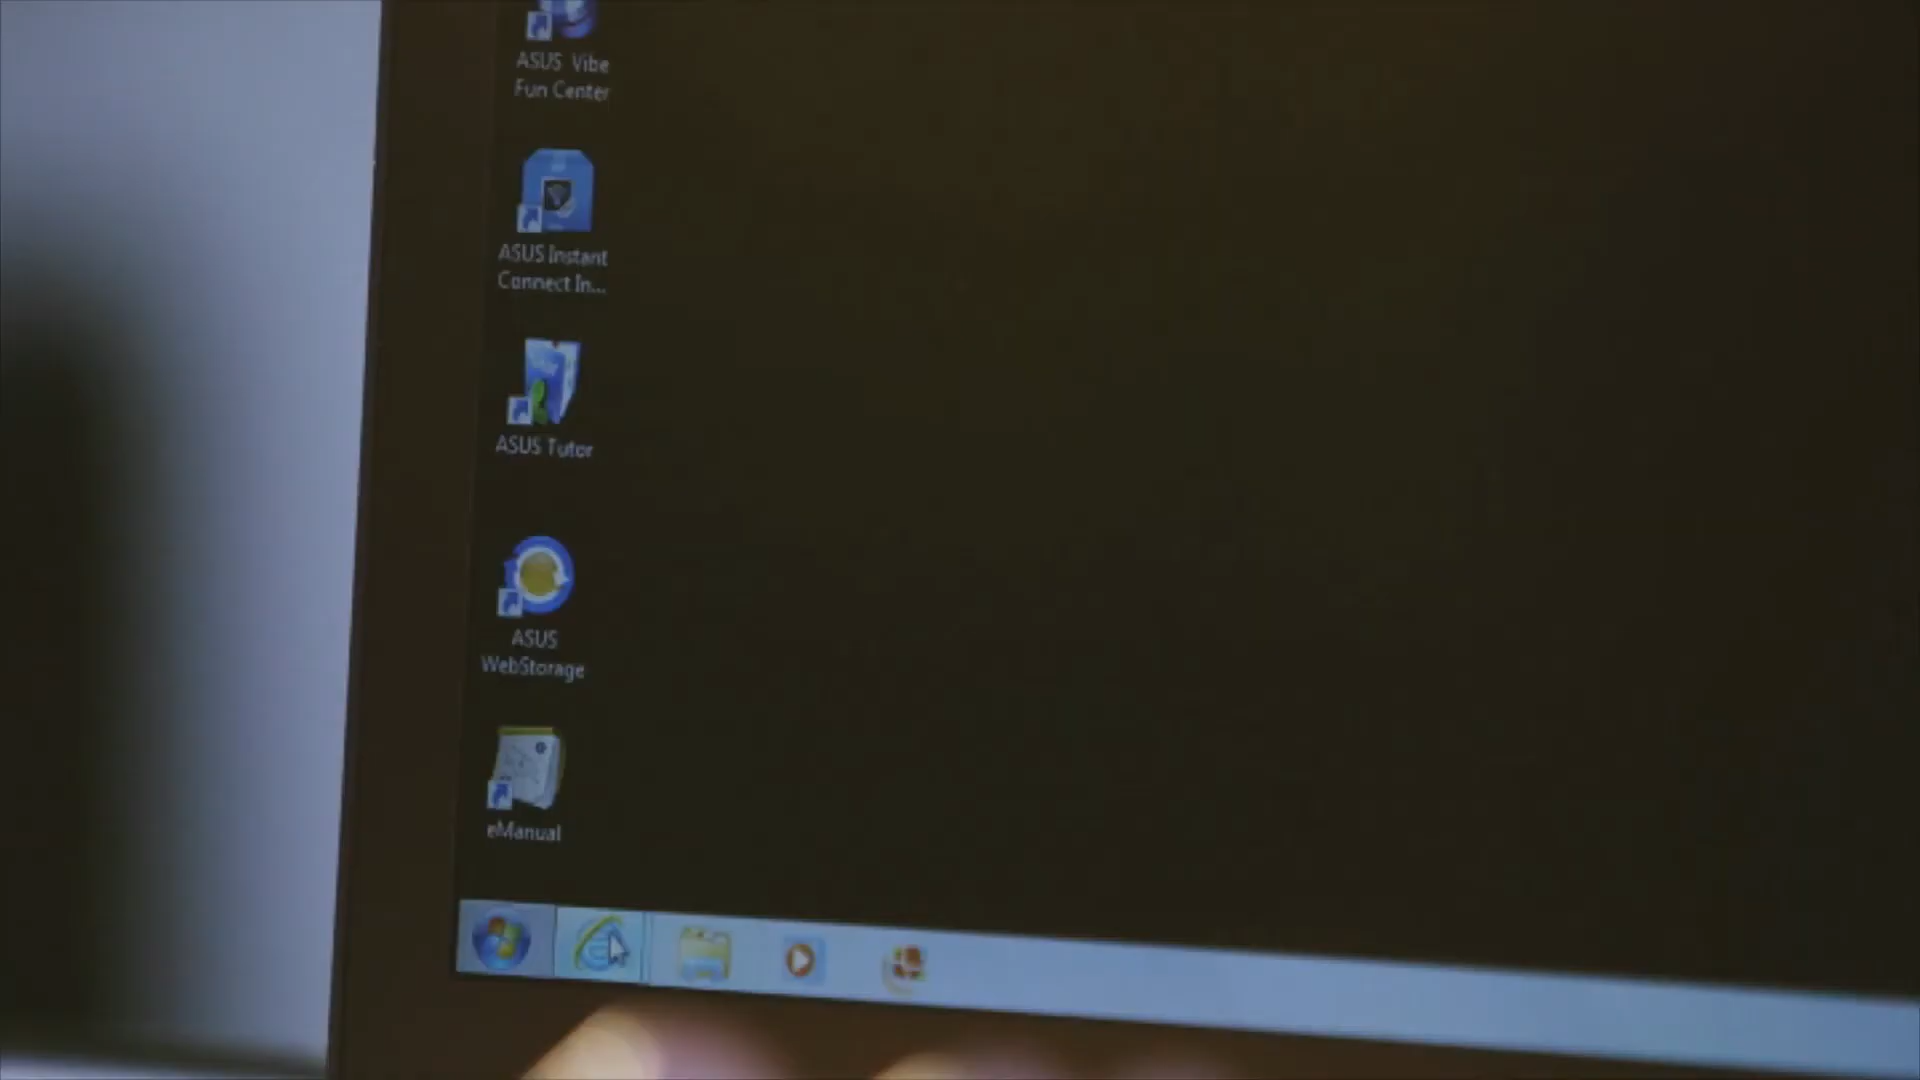 ASUS Vibe
Fun Center
ASUS Instant
Connect In...
ASUS Tutor
ASUS
WebStorage
eManual